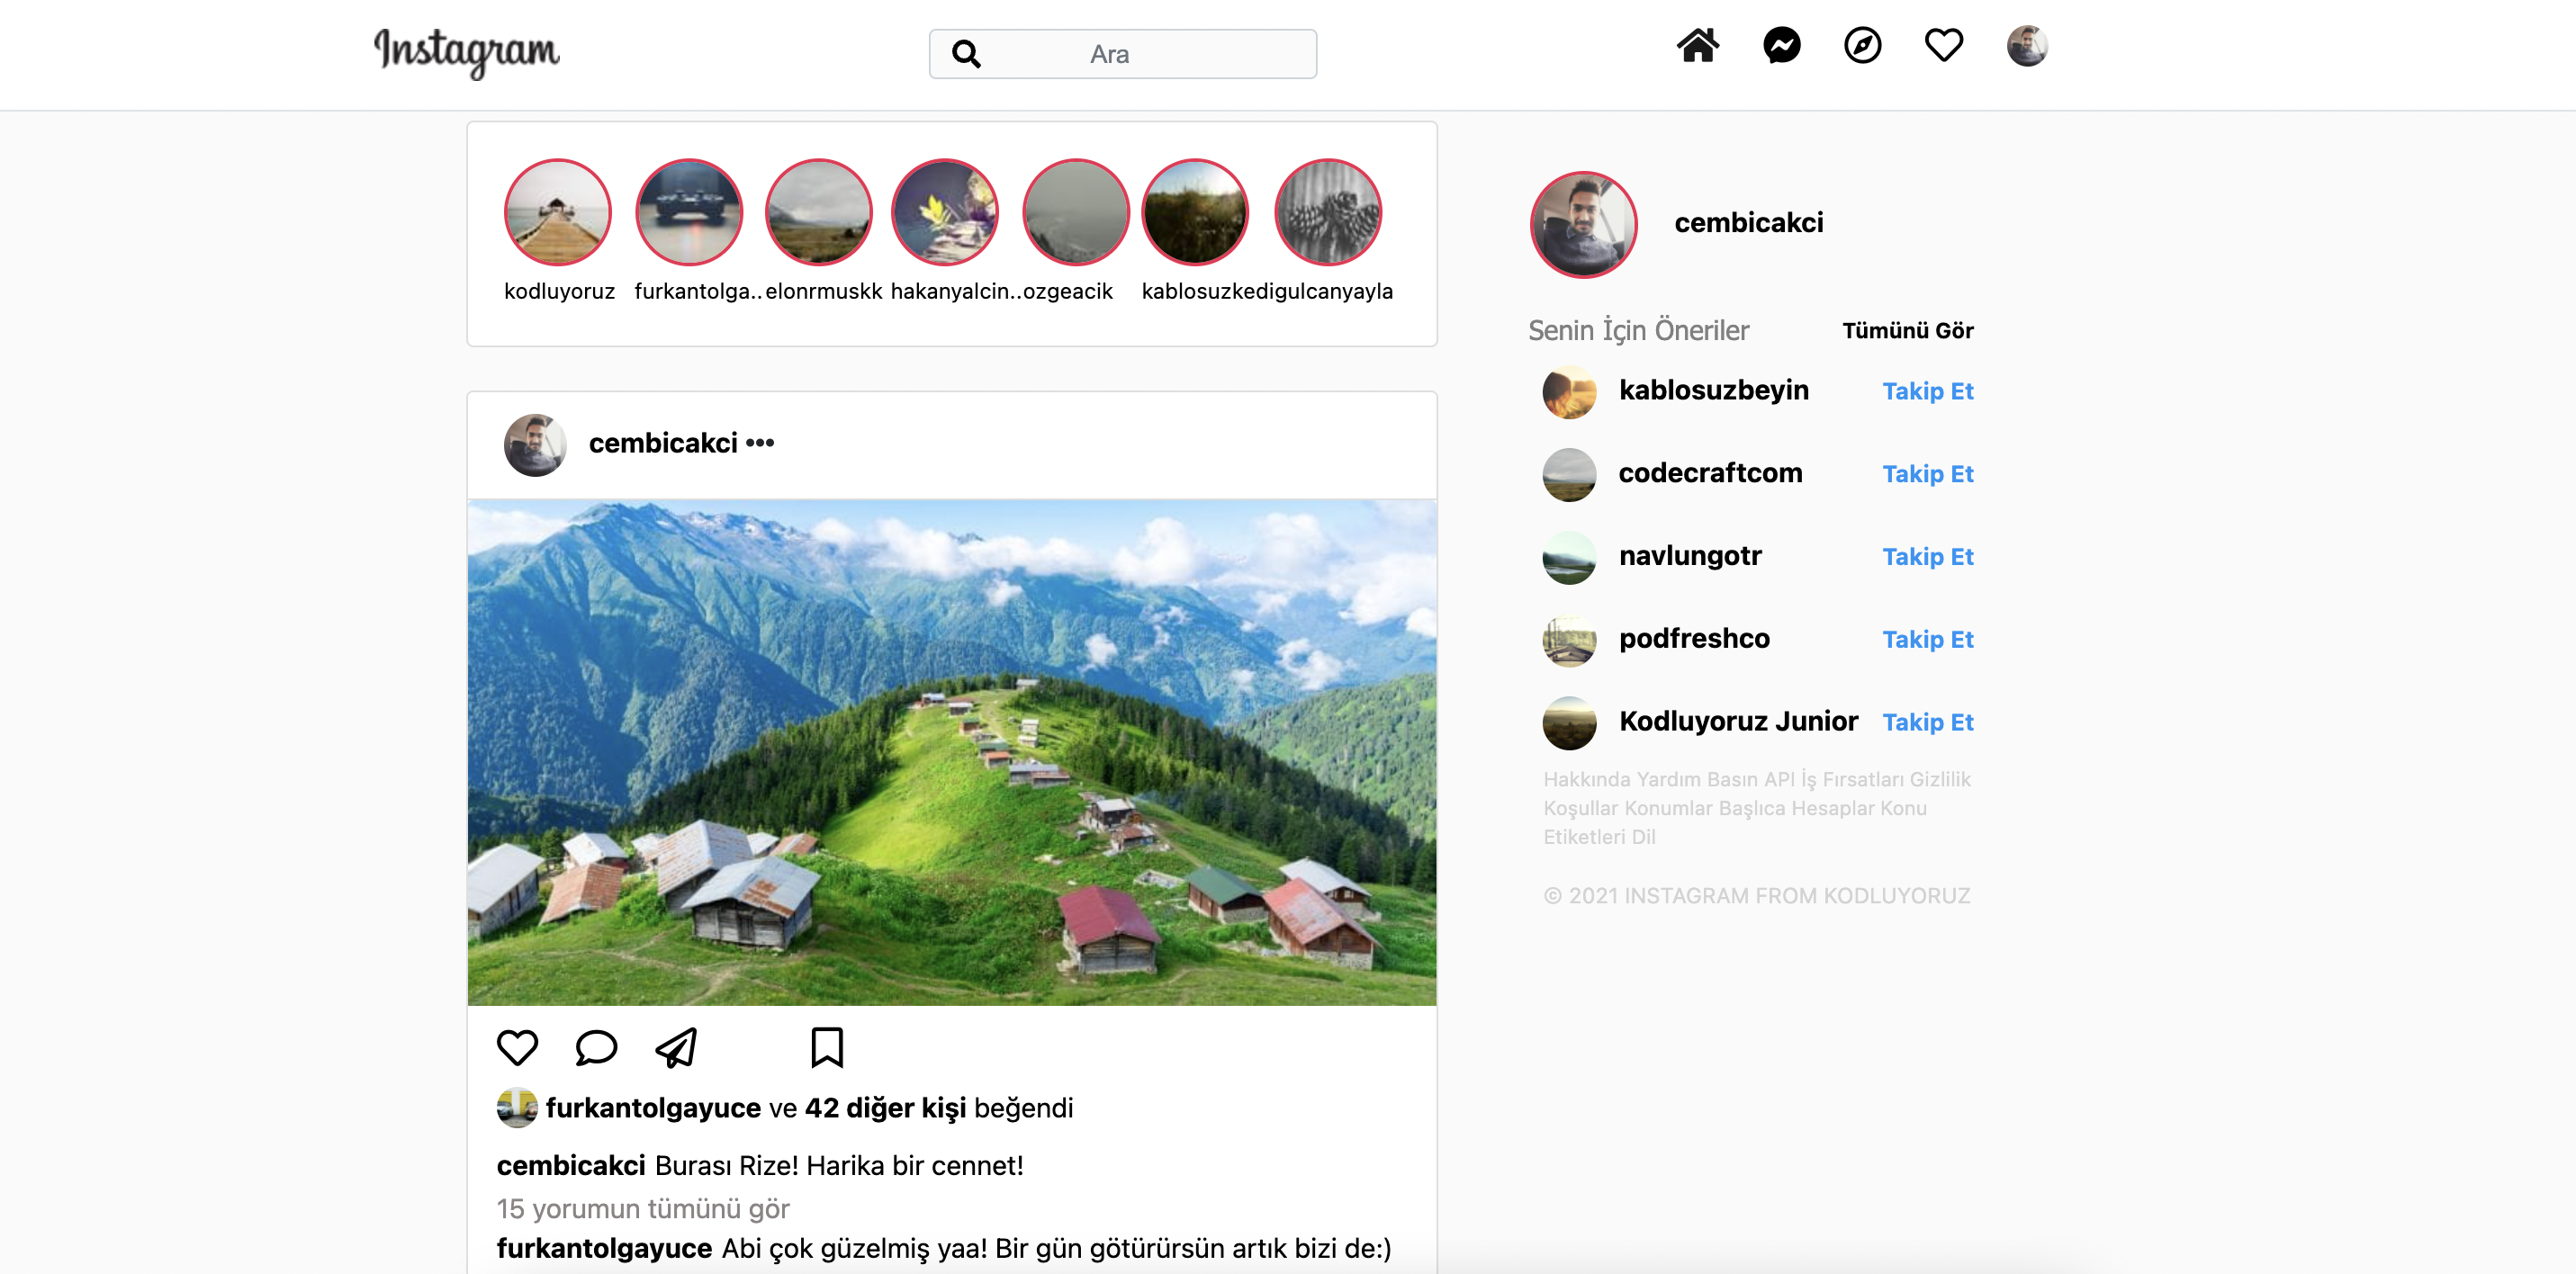 Instagram
Ara
kodluyoruz furkantolga.. elonrmuskk hakanyalcin.. ozgeacik kablosuzkedi gulcanyayla
cembicakci •••
furkantolgayuce ve 42 diğer kişi beğendi
cembicakci Burası Rize! Harika bir cennet!
15 yorumun tümünü gör
furkantolgayuce Abi çok güzelmiş yaa! Bir gün götürürsün artık bizi de:)
cembicakci
Senin İçin Öneriler Tümünü Gör
kablosuzbeyin Takip Et
codecraftcom Takip Et
navlungotr Takip Et
podfreshco Takip Et
Kodluyoruz Junior Takip Et
Hakkında Yardım Basın API İş Fırsatları Gizlilik
Koşullar Konumlar Başlıca Hesaplar Konu
Etiketleri Dil
© 2021 INSTAGRAM FROM KODLUYORUZ